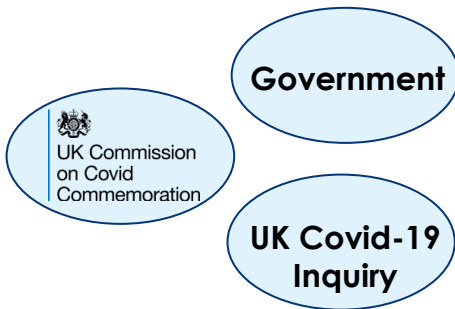 Government
UK Commission
on Covid
Commemoration
UK Covid-19
Inquiry